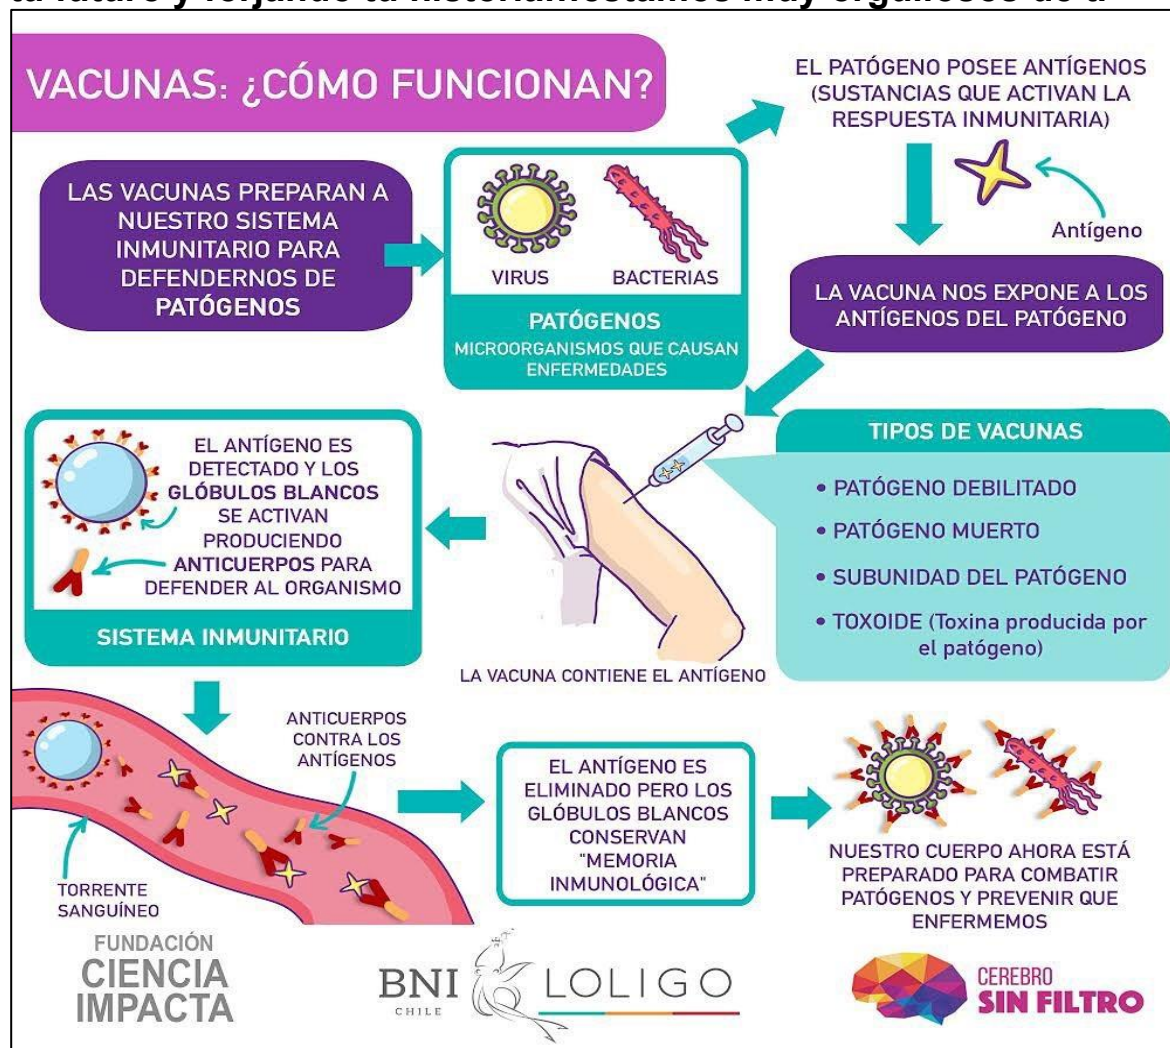 VACUNAS: ¿CÓMO FUNCIONAN?
LAS VACUNAS PREPARAN A
NUESTRO SISTEMA
INMUNITARIO PARA
DEFENDERNOS DE
PATÓGENOS
VIRUS
BACTERIAS
PATÓGENOS
MICROORGANISMOS QUE CAUSAN
ENFERMEDADES
EL PATÓGENO POSEE ANTÍGENOS
(SUSTANCIAS QUE ACTIVAN LA
RESPUESTA INMUNITARIA)
Antígeno
LA VACUNA NOS EXPONE A LOS
ANTÍGENOS DEL PATÓGENO
TIPOS DE VACUNAS
• PATÓGENO DEBILITADO
• PATÓGENO MUERTO
• SUBUNIDAD DEL PATÓGENO
• TOXOIDE (Toxina producida por
el patógeno)
LA VACUNA CONTIENE EL ANTÍGENO
EL ANTÍGENO ES
DETECTADO Y LOS
GLÓBULOS BLANCOS
SE ACTIVAN
PRODUCIENDO
ANTICUERPOS PARA
DEFENDER AL ORGANISMO
SISTEMA INMUNITARIO
ANTICUERPOS
CONTRA LOS
ANTÍGENOS
TORRENTE
SANGUÍNEO
EL ANTÍGENO ES
ELIMINADO PERO LOS
GLÓBULOS BLANCOS
CONSERVAN
"MEMORIA
INMUNOLÓGICA"
NUESTRO CUERPO AHORA ESTÁ
PREPARADO PARA COMBATIR
PATÓGENOS Y PREVENIR QUE
ENFERMEMOS
FUNDACIÓN
CIENCIA
IMPACTA
BNI
CHILE
LOLIGO
CEREBRO
SIN FILTRO